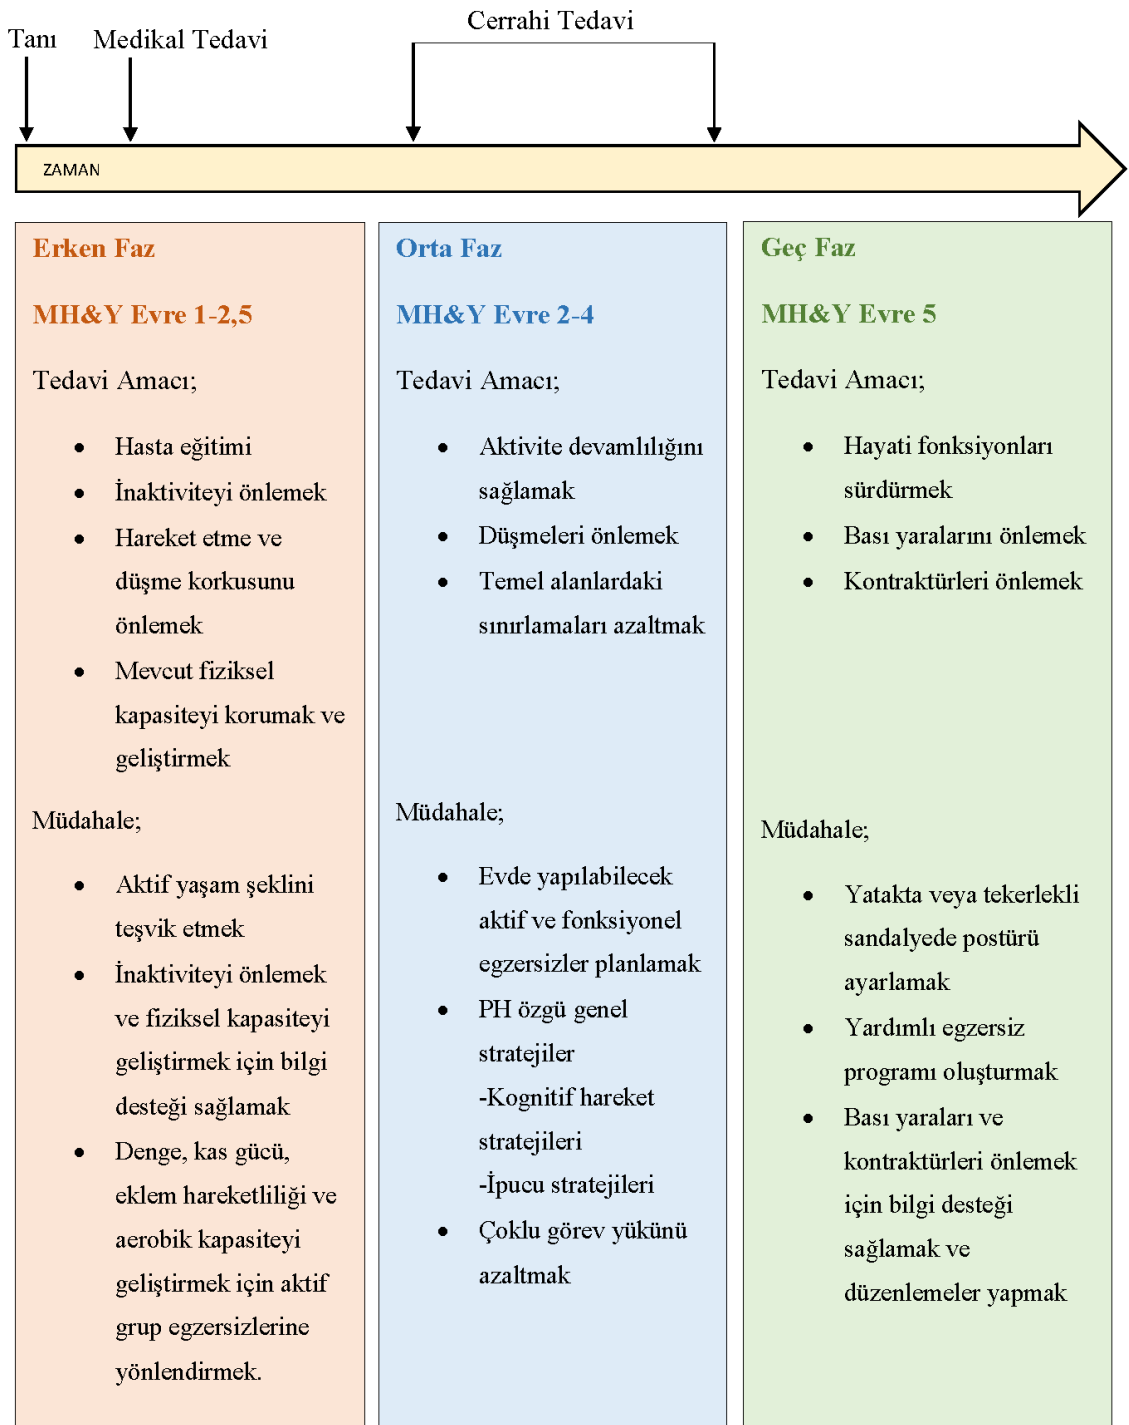 Cerrahi Tedavi
Tanı
Medikal Tedavi
ZAMAN
Erken Faz
MH&Y Evre 1-2,5
Tedavi Amacı;
• Hasta eğitimi
• İnaktiviteyi önlemek
• Hareket etme ve
düşme korkusunu
önlemek
• Mevcut fiziksel
kapasiteyi korumak ve
geliştirmek
Müdahale;
• Aktif yaşam şeklini
teşvik etmek
• İnaktiviteyi önlemek
ve fiziksel kapasiteyi
geliştirmek için bilgi
desteği sağlamak
• Denge, kas gücü,
eklem hareketliliği ve
aerobik kapasiteyi
geliştirmek için aktif
grup egzersizlerine
yönlendirmek.
Orta Faz
MH&Y Evre 2-4
Tedavi Amacı;
• Aktivite devamlılığını
sağlamak
• Düşmeleri önlemek
• Temel alanlardaki
sınırlamaları azaltmak
Müdahale;
• Evde yapılabilecek
aktif ve fonksiyonel
egzersizler planlamak
• PH özgü genel
stratejiler
-Kognitif hareket
stratejileri
-İpucu stratejileri
• Çoklu görev yükünü
azaltmak
Geç Faz
MH&Y Evre 5
Tedavi Amacı;
• Hayati fonksiyonları
sürdürmek
• Bası yaralarını önlemek
• Kontraktürleri önlemek
Müdahale;
• Yatakta veya tekerlekli
sandalyede postürü
ayarlamak
• Yardımlı egzersiz
programı oluşturmak
• Bası yaraları ve
kontraktürleri önlemek
için bilgi desteği
sağlamak ve
düzenlemeler yapmak